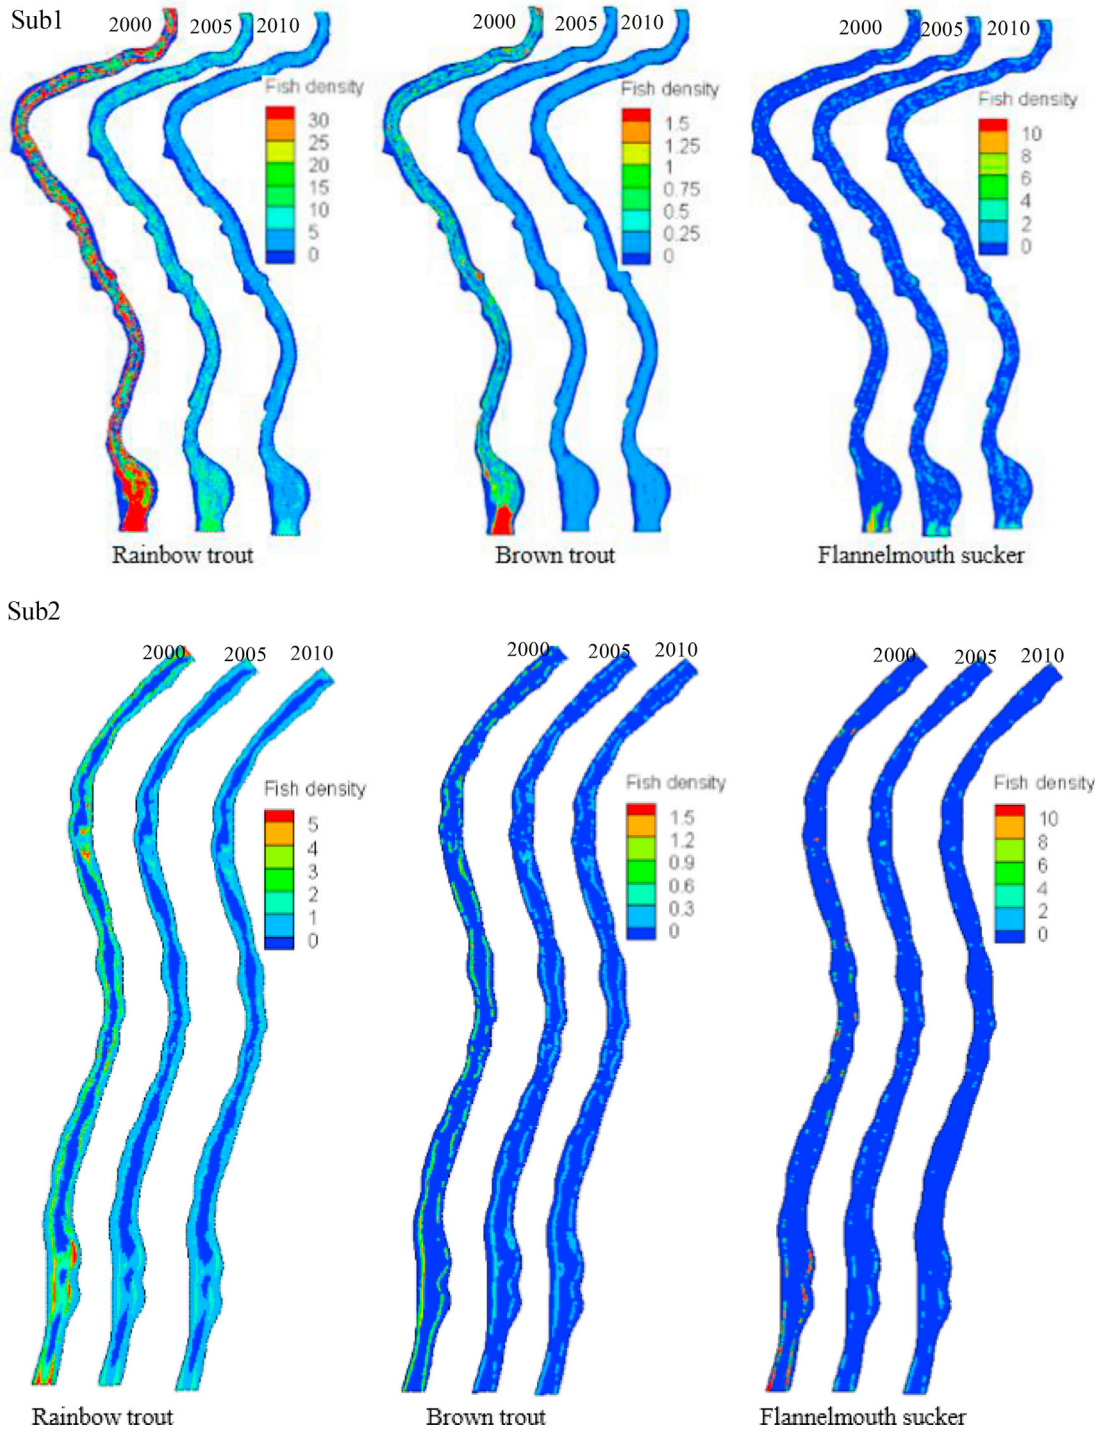 Sub1
2000 2005 2010
Fish density
30
25
20
15
10
5
0
Rainbow trout
2000 2005 2010
Fish density
1.5
1.25
1
0.75
0.5
0.25
0
Brown trout
2000 2005 2010
Fish density
10
8
6
4
2
0
Flannelmouth sucker
Sub2
2000 2005 2010
Fish density
5
4
3
2
1
0
Rainbow trout
2000 2005 2010
Fish density
1.5
1.2
0.9
0.6
0.3
0
Brown trout
2000 2005 2010
Fish density
10
8
6
4
2
0
Flannelmouth sucker